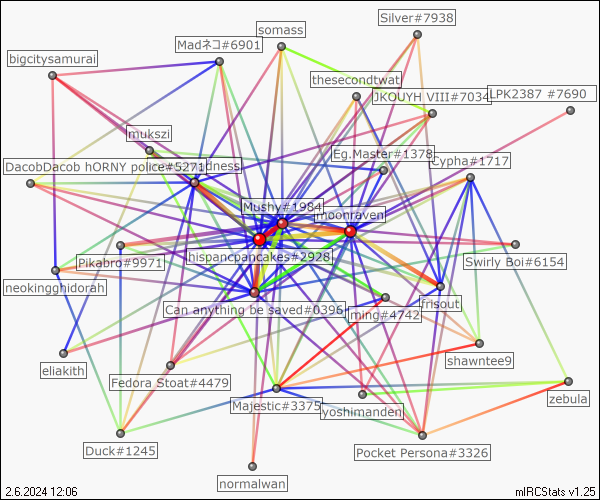 somass
Silver#7938
Madネコ#6901
bigcitysamurai
thesecondtwat
JKOUYH VIII#7034
LPK2387 #7690
mukszi
Eg.Master#1378
DacobDacob hORNY police#5271
dness
Cypha#1717
Mushy#1984
moonraven
hispancpancakes#2928
Swirly Boi#6154
Pikabro#9971
neokingghidorah
Can anything be saved#0396
frisout
ming#4742
shawntee9
eliakith
Fedora Stoat#4479
Majestic#3375
yoshimanden
zebula
Duck#1245
Pocket Persona#3326
normalwan
2.6.2024 12:06
mIRCStats v1.25